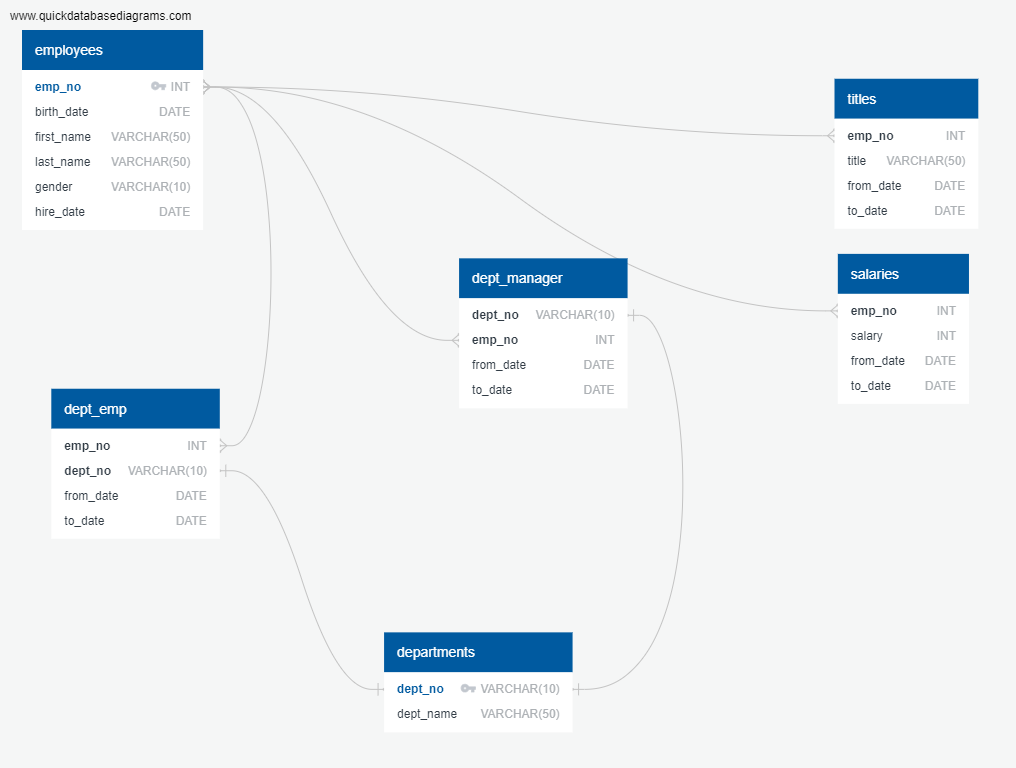 www.quickdatabasediagrams.com
employees
emp_no INT
birth_date DATE
first_name VARCHAR(50)
last_name VARCHAR(50)
gender VARCHAR(10)
hire_date DATE
titles
emp_no INT
title VARCHAR(50)
from_date DATE
to_date DATE
dept_manager
dept_no VARCHAR(10)
emp_no INT
from_date DATE
to_date DATE
salaries
emp_no INT
salary INT
from_date DATE
to_date DATE
dept_emp
emp_no INT
dept_no VARCHAR(10)
from_date DATE
to_date DATE
departments
dept_no VARCHAR(10)
dept_name VARCHAR(50)